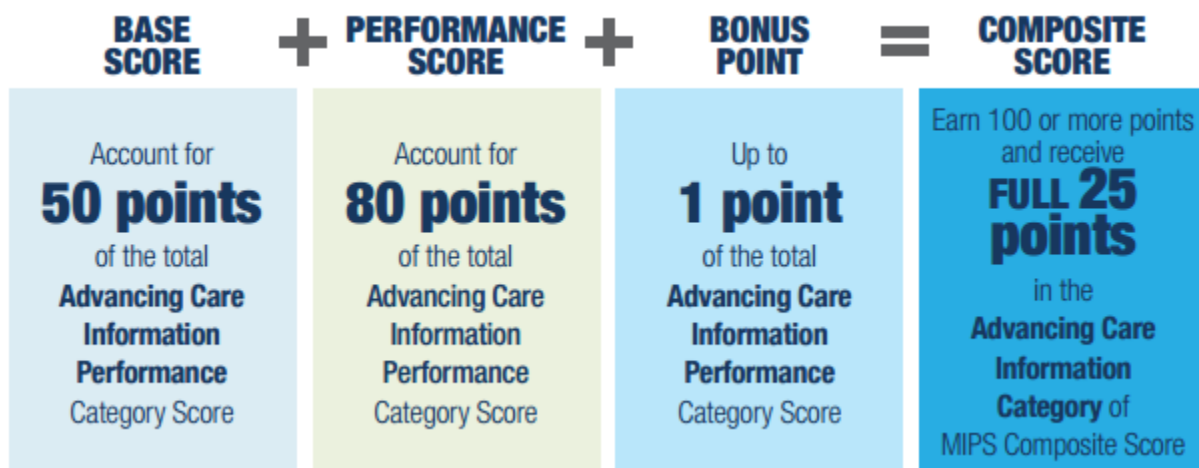 BASE
SCORE
+
PERFORMANCE
SCORE
+
BONUS
POINT
=
COMPOSITE
SCORE
Account for
50 points
of the total
Advancing Care
Information
Performance
Category Score
Account for
80 points
of the total
Advancing Care
Information
Performance
Category Score
Up to
1 point
of the total
Advancing Care
Information
Performance
Category Score
Earn 100 or more points
and receive
FULL 25
points
in the
Advancing Care
Information
Category of
MIPS Composite Score